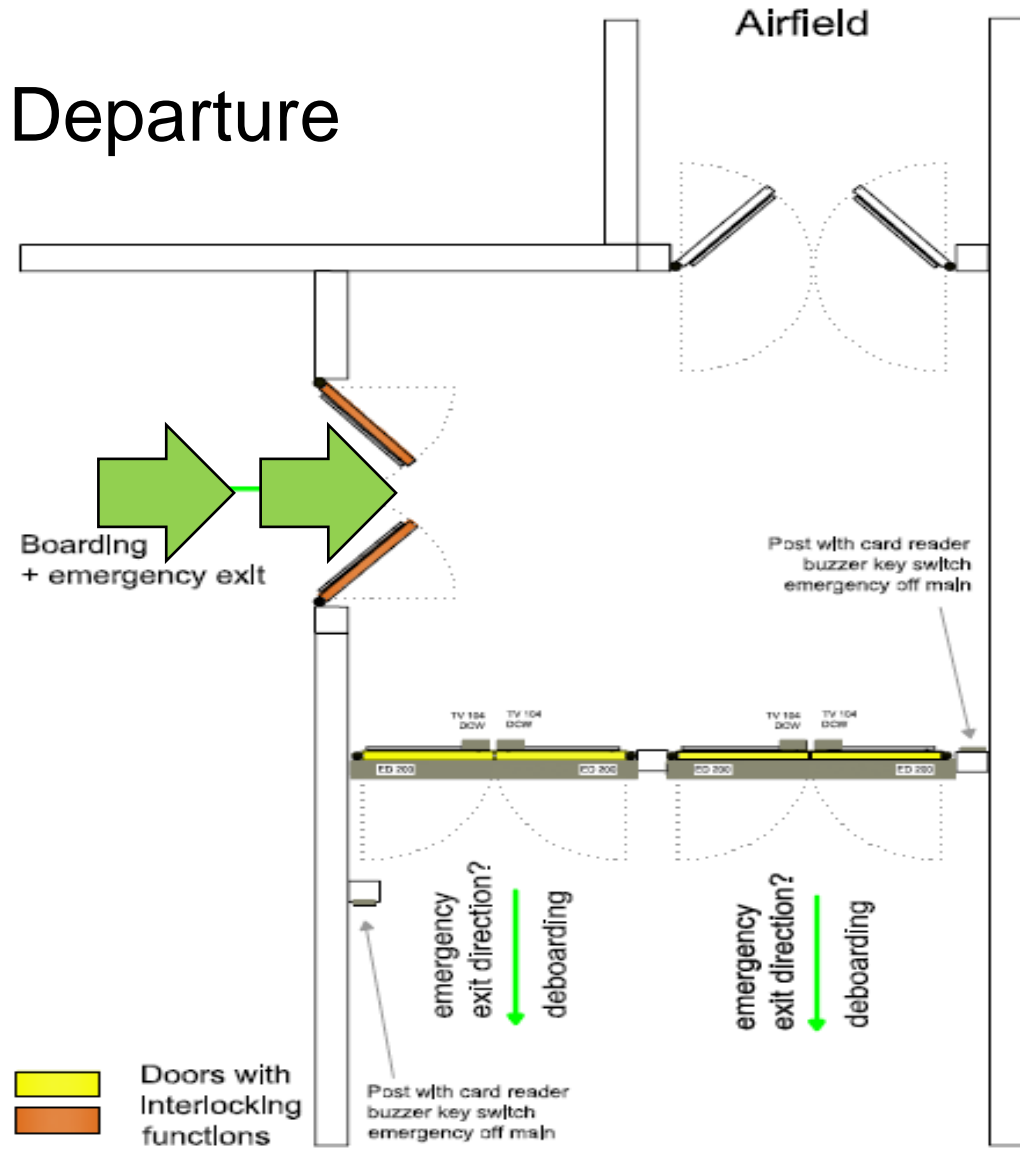 Airfield
Departure
Boarding
+ emergency exit
Post with card reader
buzzer key switch
emergency off main
TV 104
DCW
TV 104
DCW
TV 104
DCW
TV 104
DCW
ED 200
ED 200
ED 200
ED 200
emergency
exit direction?
deboarding
emergency
exit direction?
deboarding
Doors with
interlocking
functions
Post with card reader
buzzer key switch
emergency off main